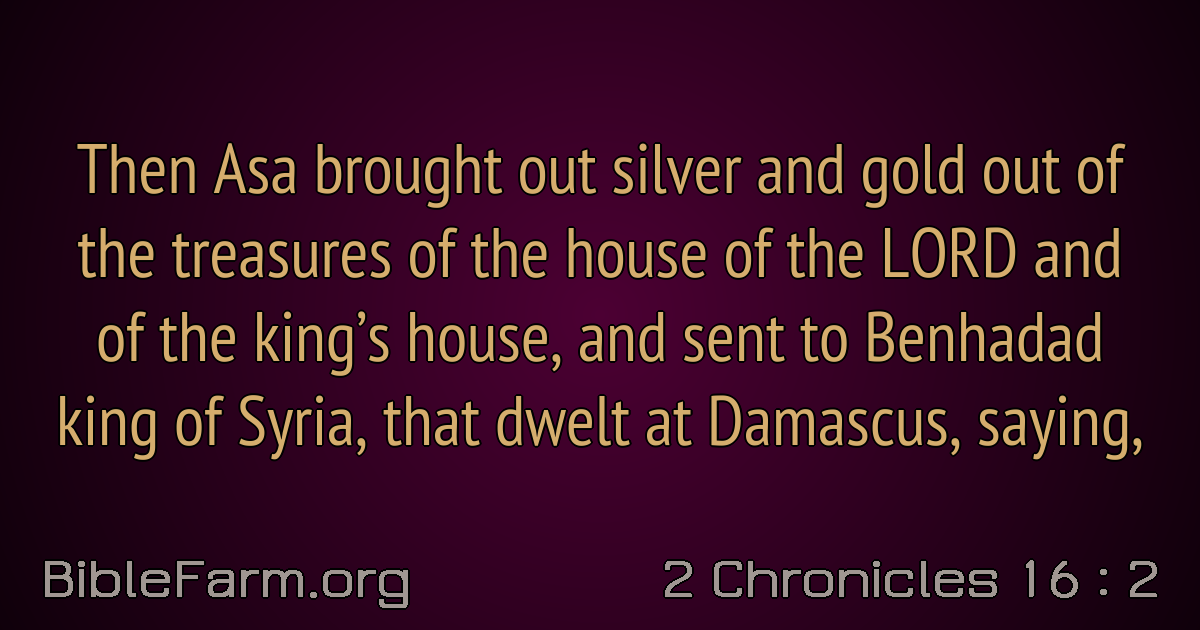 Then Asa brought out silver and gold out of
the treasures of the house of the LORD and
of the king’s house, and sent to Benhadad
king of Syria, that dwelt at Damascus, saying,
BibleFarm.org
2 Chronicles 16 : 2